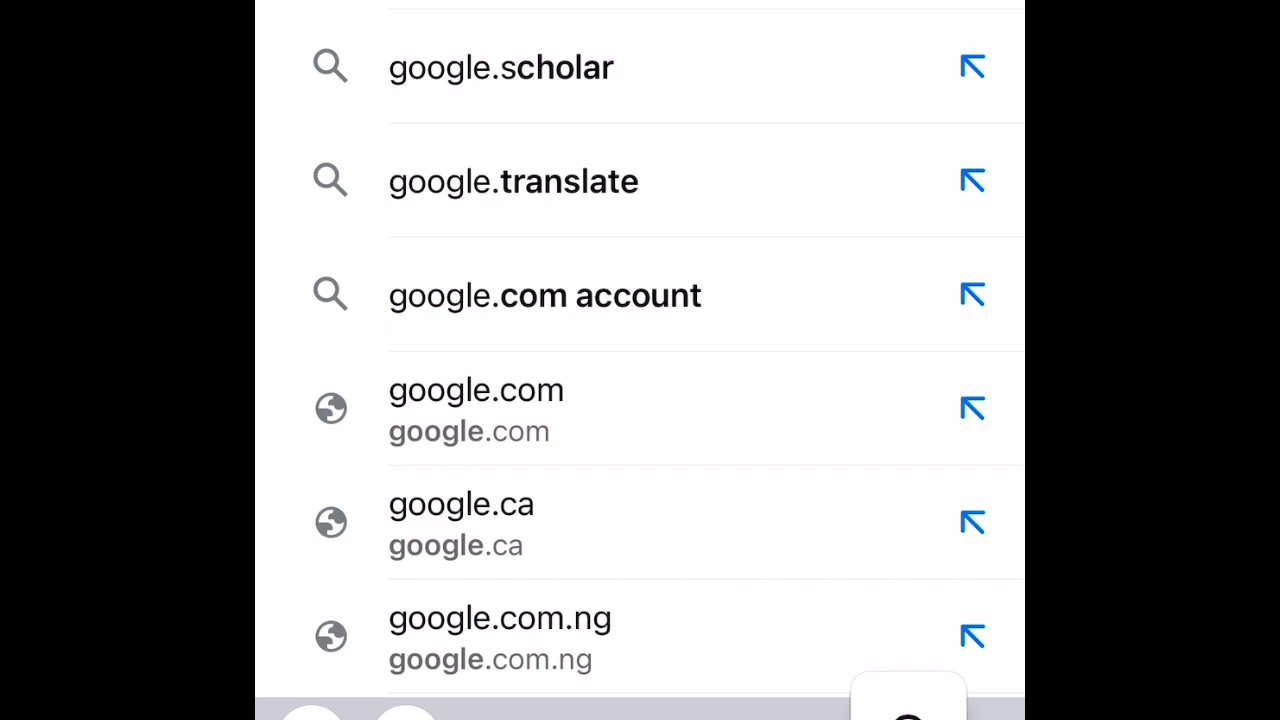 google.scholar
google.translate
google.com account
google.com
google.com
google.ca
google.ca
google.com.ng
google.com.ng